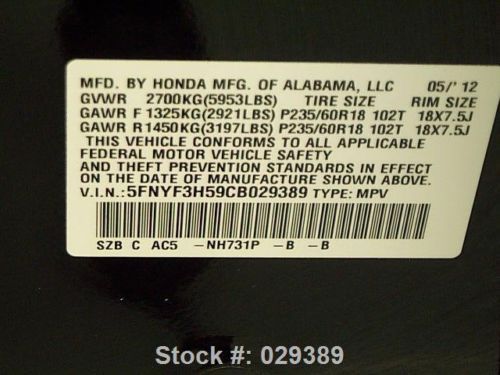 MFD. BY HONDA MFG. OF ALABAMA, LLC 05/'12
GVWR 2700KG(5953LBS) TIRE SIZE RIM SIZE
GAWR F 1325KG(2921LBS) P235/60R18 102T 18X7.5J
GAWR R1450KG(3197LBS) P235/60R18 102T 18X7.5J
THIS VEHICLE CONFORMS TO ALL APPLICABLE
FEDERAL MOTOR VEHICLE SAFETY
AND THEFT PREVENTION STANDARDS IN EFFECT
ON THE DATE OF MANUFACTURE SHOWN ABOVE.
V.I.N.: 5FNYF3H59CB029389 TYPE: MPV
SZB C AC5 -NH731P -B -B
Stock #: 029389